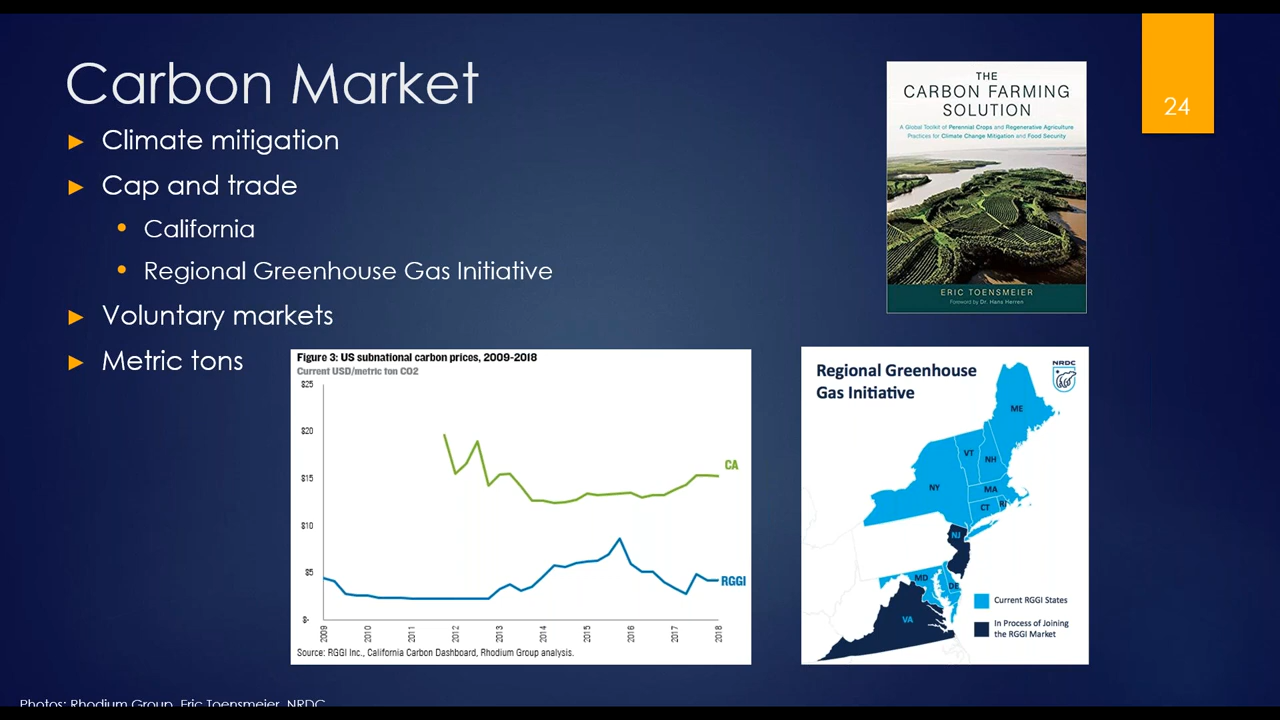 Carbon Market
24
► Climate mitigation
► Cap and trade
• California
• Regional Greenhouse Gas Initiative
► Voluntary markets
► Metric tons
THE
CARBON FARMING
SOLUTION
A Global Toolkit of Perennial Crops and Regenerative Agriculture
Practices for Climate Change Mitigation and Food Security
ERIC TOENSMEIER
Foreword by Dr. Hans Herren
Figure 3: US subnational carbon prices, 2009-2018
Current USD/metric ton CO2
$25
$20
$15
$10
$5
$-
CA
RGGI
2009
2010
2011
2012
2013
2014
2015
2016
2017
2018
Source: RGGI Inc., California Carbon Dashboard, Rhodium Group analysis.
Regional Greenhouse
Gas Initiative
NRDC
ME
VT
NH
NY
MA
CT
RI
NJ
MD
DE
VA
Current RGGI States
In Process of Joining
the RGGI Market
Photos: Rhodium Group, Eric Toensmeier, NRDC